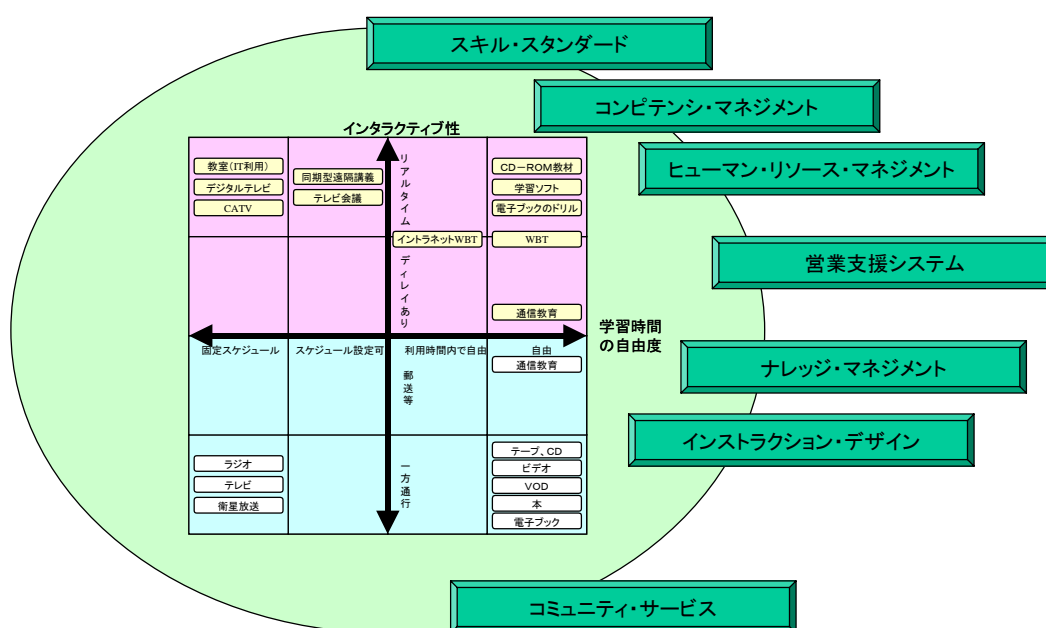 スキル・スタンダード
コンピテンシ・マネジメント
ヒューマン・リソース・マネジメント
営業支援システム
ナレッジ・マネジメント
インストラクション・デザイン
コミュニティ・サービス
インタラクティブ性
リアルタイム
ディレイあり
郵送等
一方通行
学習時間
の自由度
固定スケジュール
スケジュール設定可
利用時間内で自由
自由
教室(IT利用)
デジタルテレビ
CATV
同期型遠隔講義
テレビ会議
イントラネットWBT
CD－ROM教材
学習ソフト
電子ブックのドリル
WBT
通信教育
通信教育
ラジオ
テレビ
衛星放送
テープ、CD
ビデオ
VOD
本
電子ブック